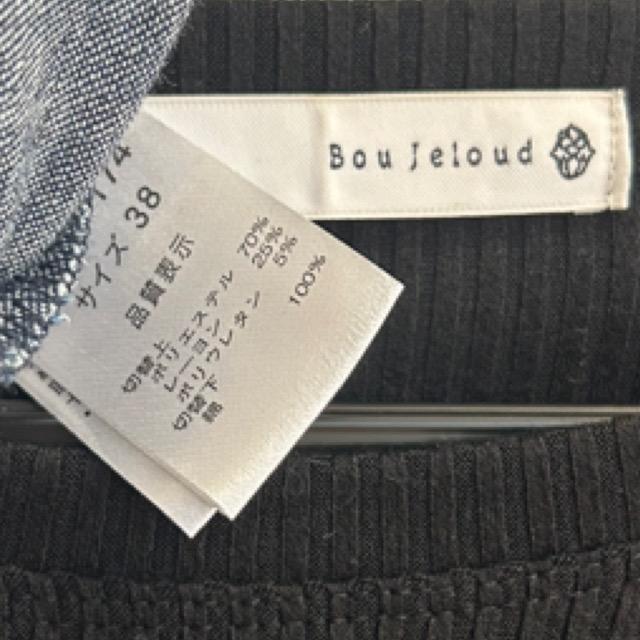 Bou Jeloud
サイズ 38
品質表示
切替上
ポリエステル 70%
レーヨン 25%
ポリウレタン 5%
切替下
綿 100%